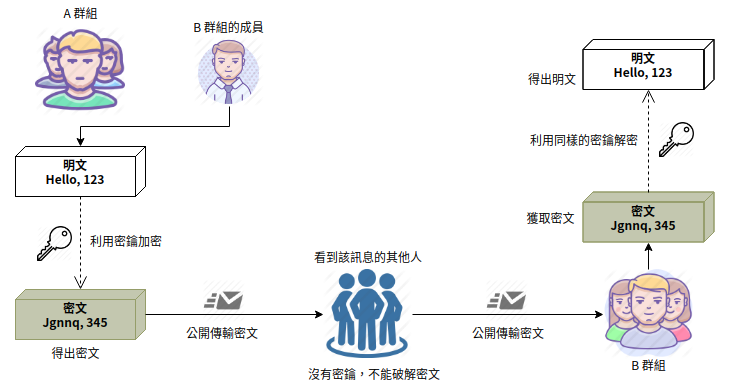 A 群組
B 群組的成員
明文
Hello, 123
利用密鑰加密
密文
Jgnnq, 345
得出密文
公開傳輸密文
看到該訊息的其他人
沒有密鑰，不能破解密文
公開傳輸密文
B 群組
獲取密文
密文
Jgnnq, 345
利用同樣的密鑰解密
得出明文
明文
Hello, 123